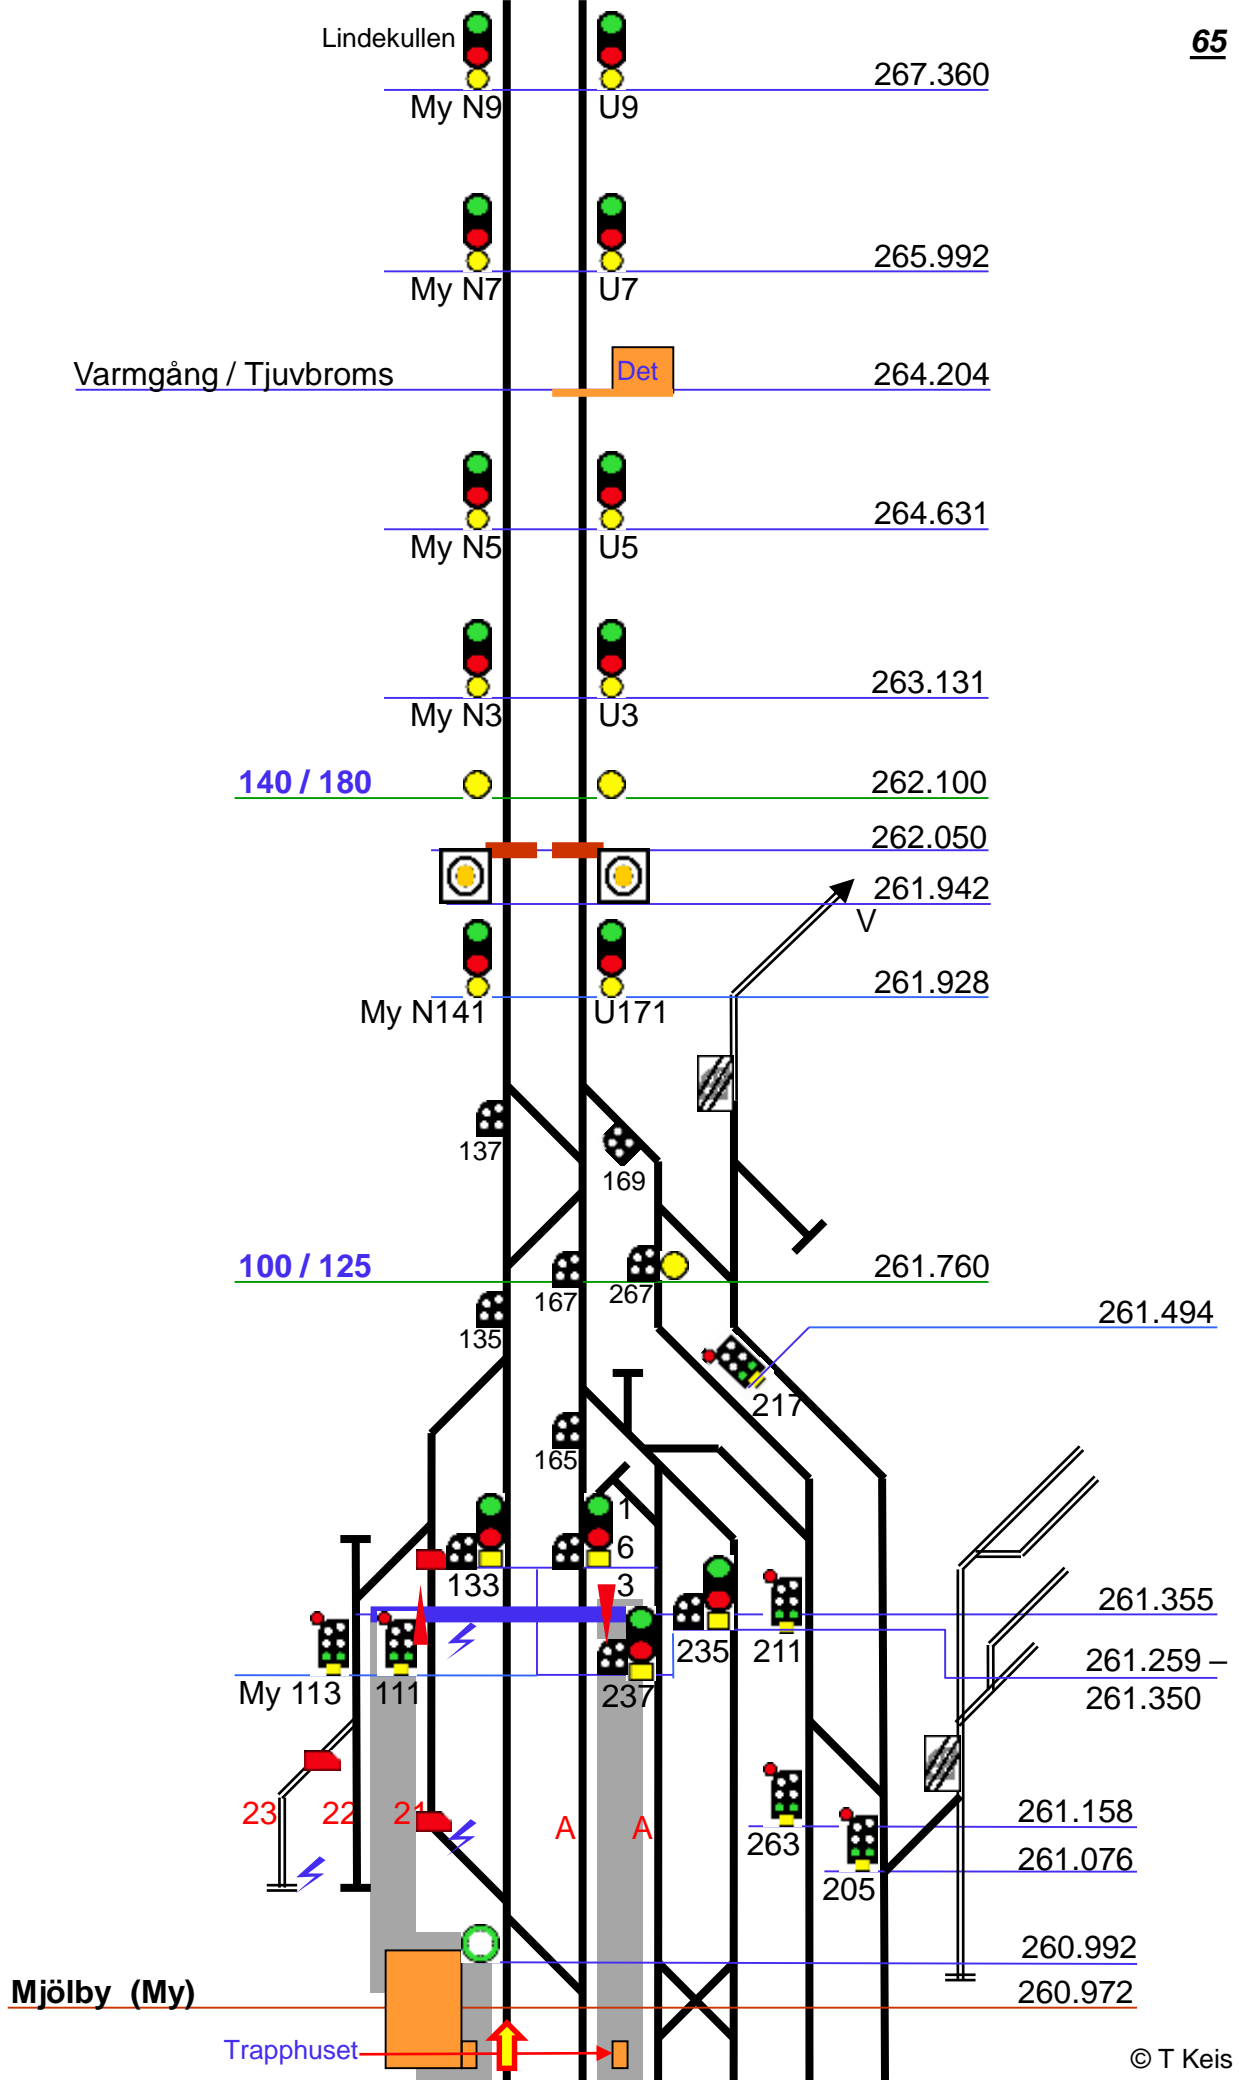 Lindekullen
65
267.360
My N9 U9
265.992
My N7 U7
Varmgång / Tjuvbroms Det 264.204
264.631
My N5 U5
263.131
My N3 U3
140 / 180 262.100
262.050
261.942
V
261.928
My N141 U171
137
169
100 / 125 261.760
167 267
135
261.494
217
165
1
6
3
133
261.355
235 211
261.259 –
My 113 111 237
261.350
23 22 21 A A
261.158
263
261.076
205
260.992
Mjölby (My) 260.972
Trapphuset
© T Keis